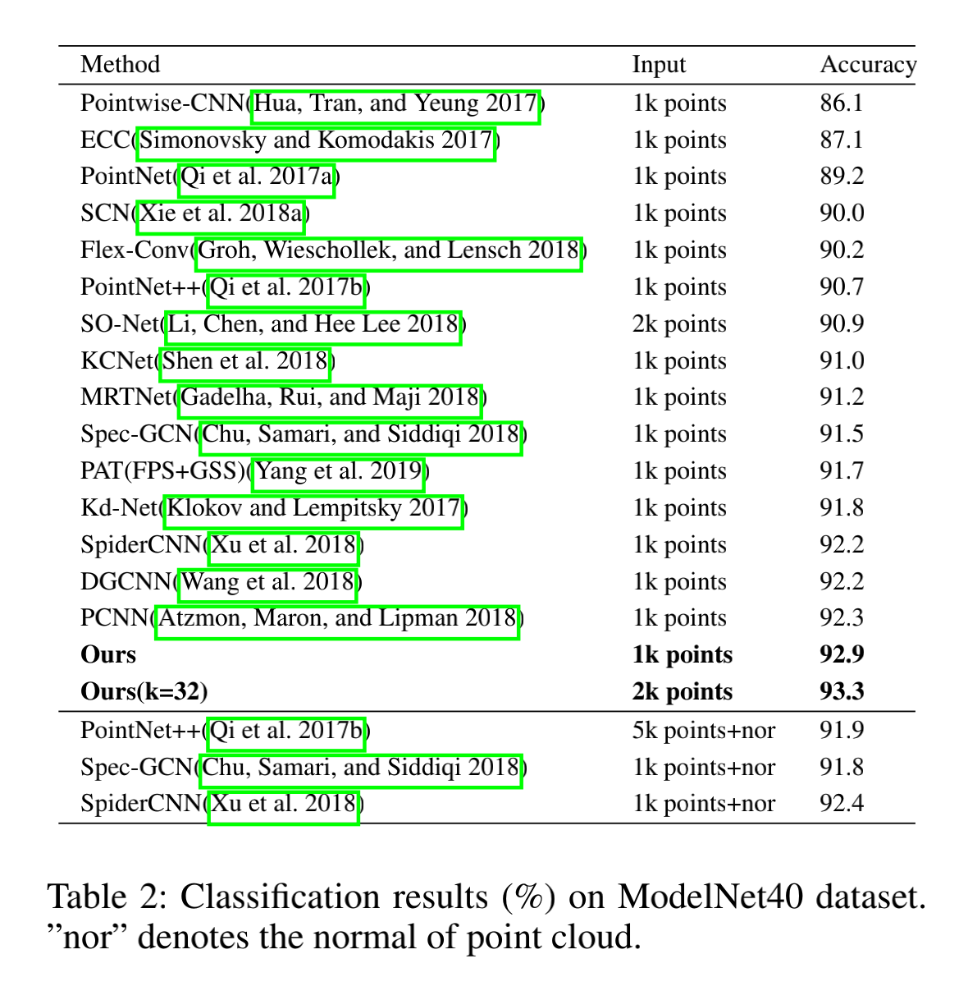 Method Input Accuracy
Pointwise-CNN(Hua, Tran, and Yeung 2017) 1k points 86.1
ECC(Simonovsky and Komodakis 2017) 1k points 87.1
PointNet(Qi et al. 2017a) 1k points 89.2
SCN(Xie et al. 2018a) 1k points 90.0
Flex-Conv(Groh, Wieschollek, and Lensch 2018) 1k points 90.2
PointNet++(Qi et al. 2017b) 1k points 90.7
SO-Net(Li, Chen, and Hee Lee 2018) 2k points 90.9
KCNet(Shen et al. 2018) 1k points 91.0
MRTNet(Gadelha, Rui, and Maji 2018) 1k points 91.2
Spec-GCN(Chu, Samari, and Siddiqi 2018) 1k points 91.5
PAT(FPS+GSS)(Yang et al. 2019) 1k points 91.7
Kd-Net(Klokov and Lempitsky 2017) 1k points 91.8
SpiderCNN(Xu et al. 2018) 1k points 92.2
DGCNN(Wang et al. 2018) 1k points 92.2
PCNN(Atzmon, Maron, and Lipman 2018) 1k points 92.3
Ours 1k points 92.9
Ours(k=32) 2k points 93.3
PointNet++(Qi et al. 2017b) 5k points+nor 91.9
Spec-GCN(Chu, Samari, and Siddiqi 2018) 1k points+nor 91.8
SpiderCNN(Xu et al. 2018) 1k points+nor 92.4
Table 2: Classification results (%) on ModelNet40 dataset.
”nor” denotes the normal of point cloud.